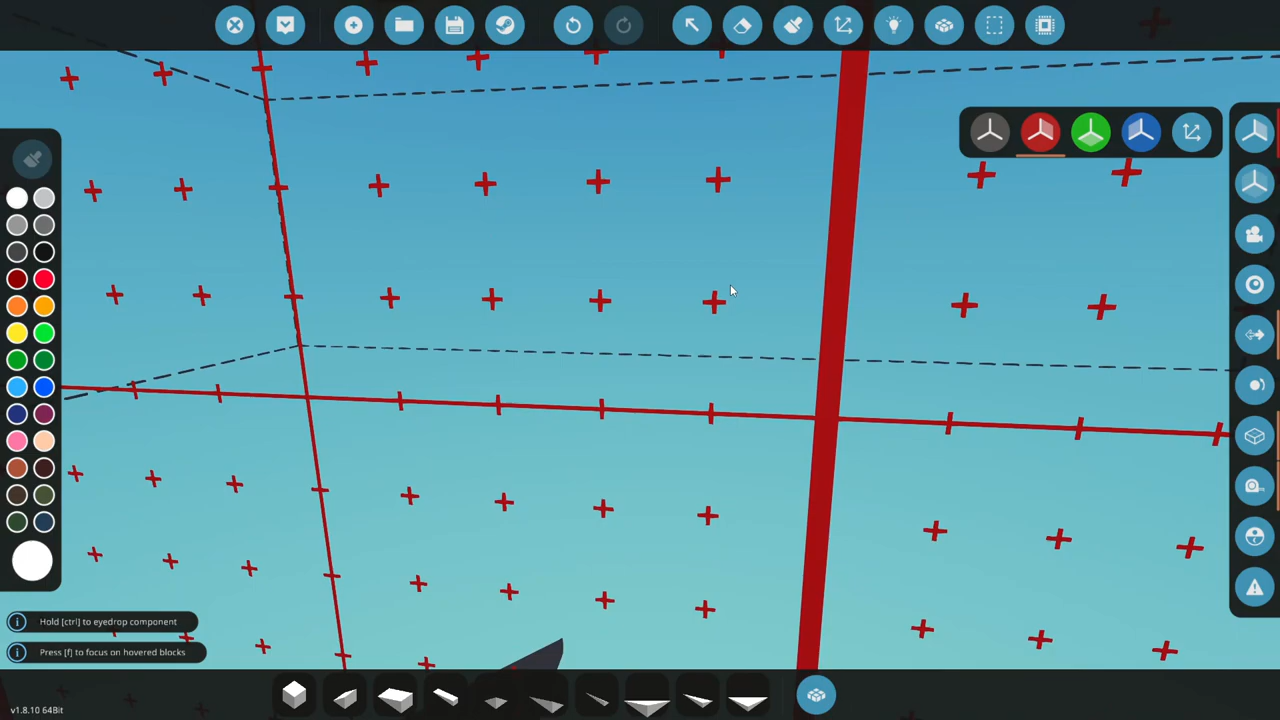 Hold [ctrl] to eyedrop component
Press [f] to focus on hovered blocks
v1.8.10 64Bit